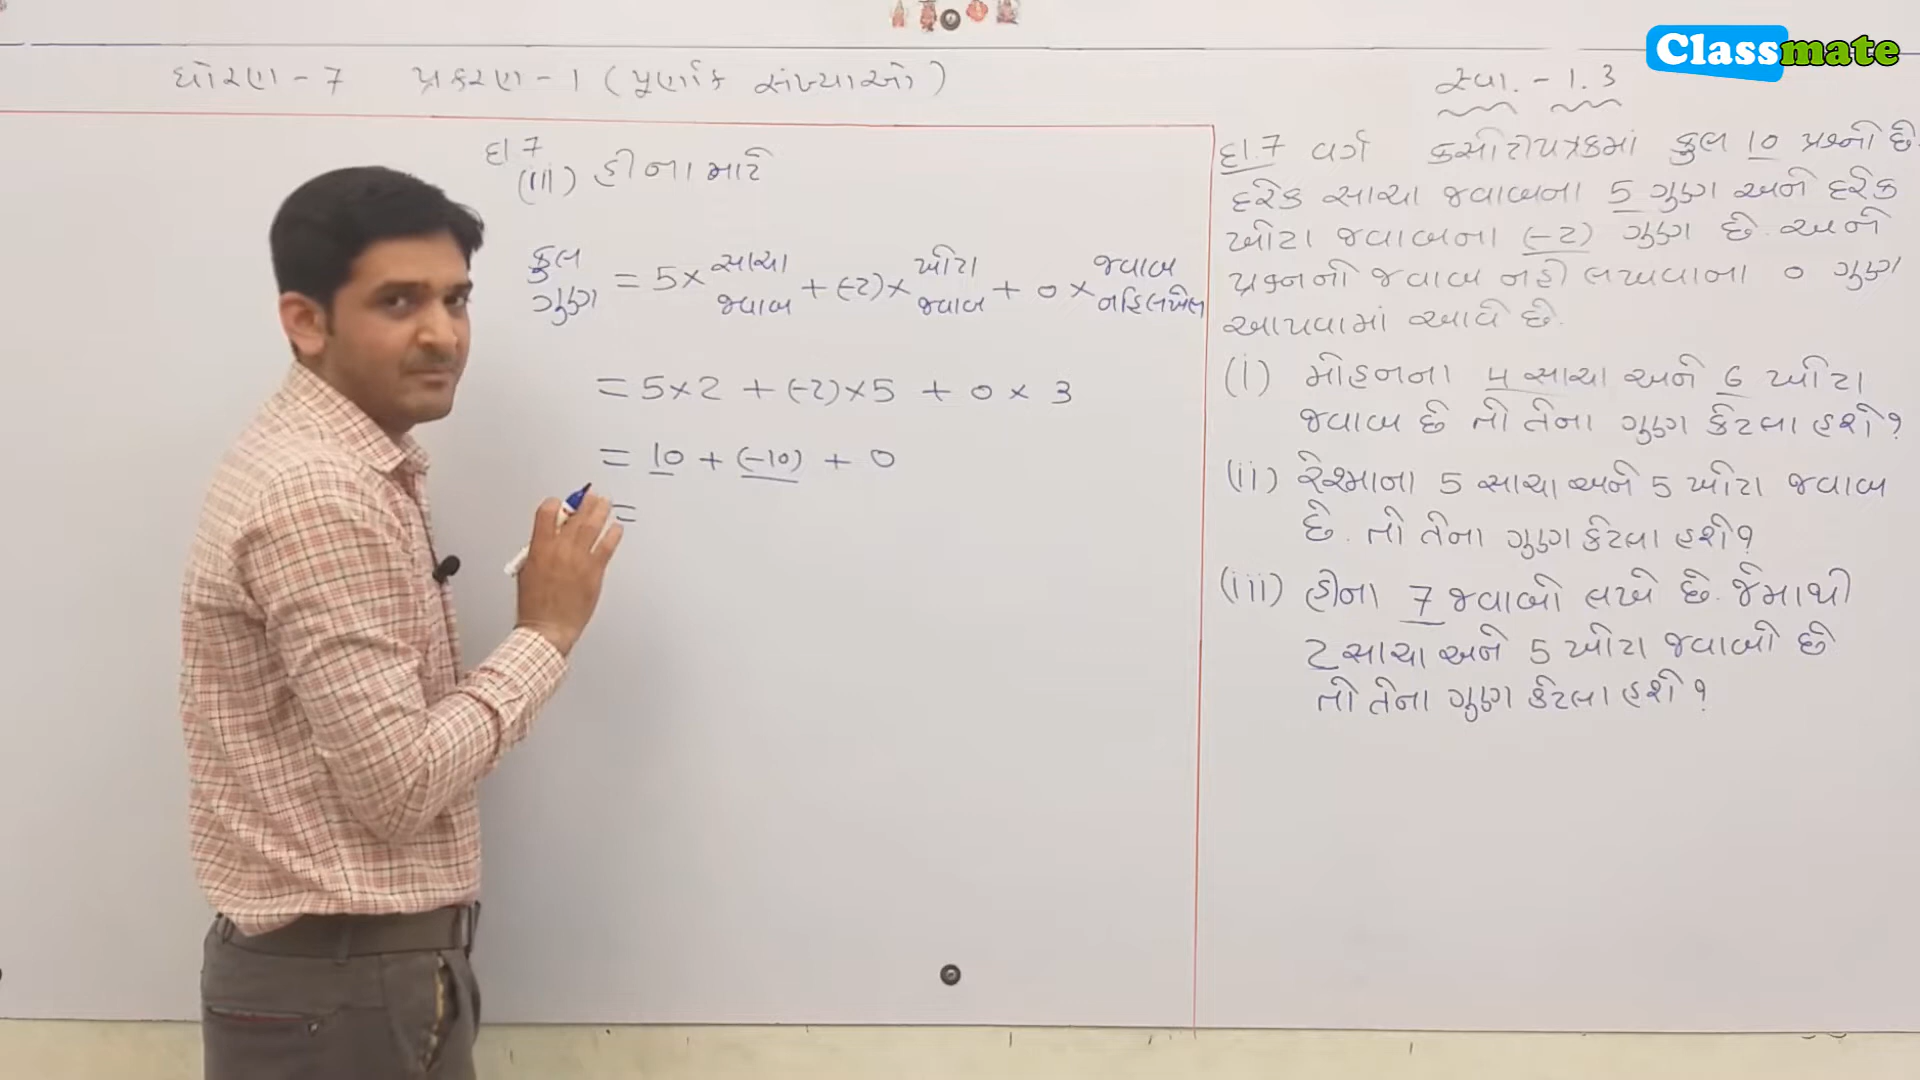 Classmate
ધોરણ - 7 પ્રકરણ - 1 (પૂર્ણાંક સંખ્યાઓ)
સ્વા. - 1.3
દા 7
(iii) હીના માટે
કુલ ગુણ = 5 × સાચા જવાબ + (-2) × ખોટા જવાબ + 0 × જવાબ નહિ લખેલ
= 5 × 2 + (-2) × 5 + 0 × 3
= 10 + (-10) + 0
=
દા.7 વર્ગ કસોટીપત્રકમાં કુલ 10 પ્રશ્નો છે.
દરેક સાચા જવાબના 5 ગુણ અને દરેક
ખોટા જવાબના (-2) ગુણ છે. અને
પ્રશ્નનો જવાબ નહી લખવાના 0 ગુણ
આપવામાં આવે છે.
(i) મોહનના 4 સાચા અને 6 ખોટા
જવાબ છે તો તેના ગુણ કેટલા હશે?
(ii) રેશ્માના 5 સાચા અને 5 ખોટા જવાબ
છે. તો તેના ગુણ કેટલા હશે?
(iii) હીના 7 જવાબો લખે છે. જેમાથી
2 સાચા અને 5 ખોટા જવાબો છે
તો તેના ગુણ કેટલા હશે?